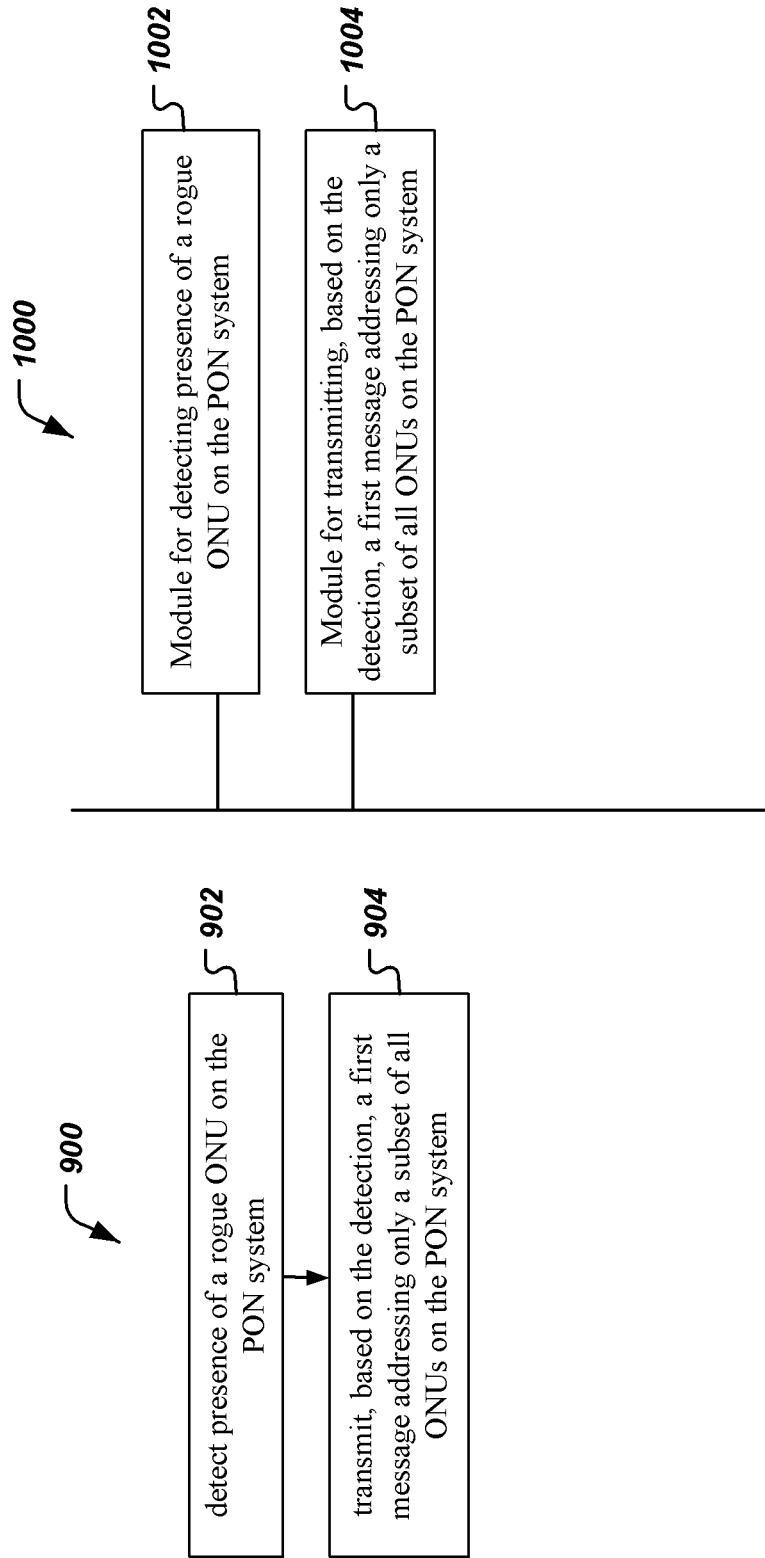 900
detect presence of a rogue ONU on the
PON system
902
transmit, based on the detection, a first
message addressing only a subset of all
ONUs on the PON system
904
1000
Module for detecting presence of a rogue
ONU on the PON system
1002
Module for transmitting, based on the
detection, a first message addressing only a
subset of all ONUs on the PON system
1004